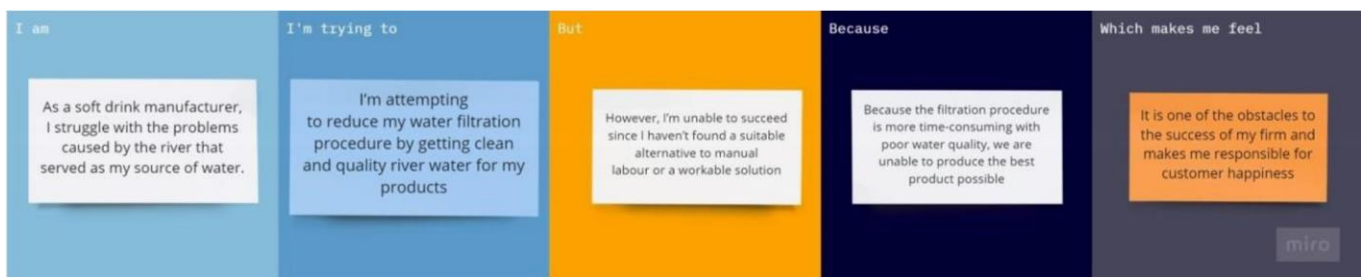 I am
As a soft drink manufacturer,
I struggle with the problems
caused by the river that
served as my source of water.
I'm trying to
I'm attempting
to reduce my water filtration
procedure by getting clean
and quality river water for my
products
But
However, I'm unable to succeed
since I haven't found a suitable
alternative to manual
labour or a workable solution
Because
Because the filtration procedure
is more time-consuming with
poor water quality, we are
unable to produce the best
product possible
Which makes me feel
It is one of the obstacles to
the success of my firm and
makes me responsible for
customer happiness
miro